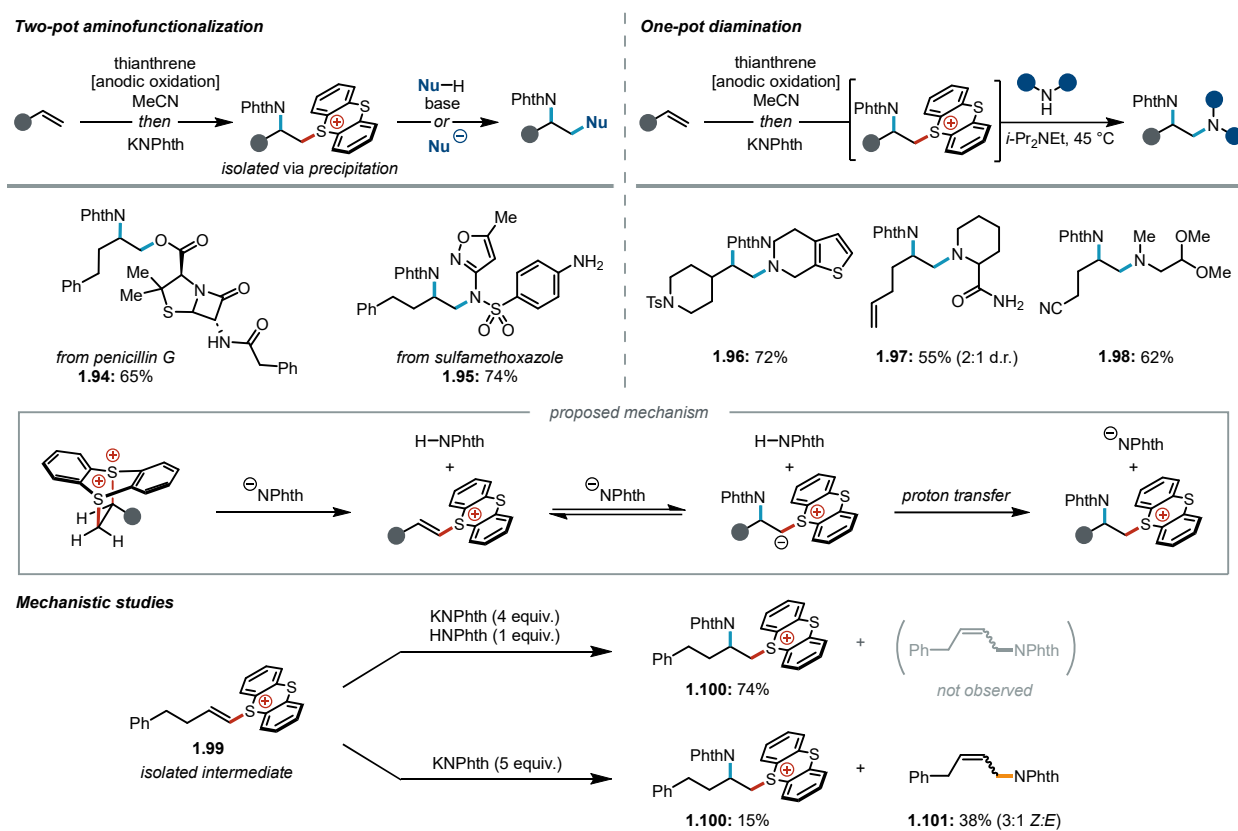 Two-pot aminofunctionalization
thianthrene
[anodic oxidation]
MeCN
then
KNPhth
PhthN
S
S
+
isolated via precipitation
Nu–H
base
or
Nu⊖
PhthN
Nu
One-pot diamination
thianthrene
[anodic oxidation]
MeCN
then
KNPhth
PhthN
S
S
+
N
H
i-Pr2NEt, 45 °C
PhthN
N
PhthN
O
O
Ph
Me
Me
N
O
S
HN
O
Ph
from penicillin G
1.94: 65%
Me
O
N
PhthN
Ph
N
S
O
O
NH2
from sulfamethoxazole
1.95: 74%
PhthN
N
S
TsN
1.96: 72%
PhthN
N
O
NH2
1.97: 55% (2:1 d.r.)
PhthN
Me
N
OMe
OMe
NC
1.98: 62%
proposed mechanism
+
+
S
S
H
H
H
⊖NPhth
H–NPhth
+
S
S
+
⊖NPhth
H–NPhth
+
PhthN
S
S
+
⊖
proton transfer
⊖NPhth
+
PhthN
S
S
+
Mechanistic studies
Ph
S
S
+
1.99
isolated intermediate
KNPhth (4 equiv.)
HNPhth (1 equiv.)
PhthN
Ph
S
S
+
1.100: 74%
+
Ph
NPhth
not observed
KNPhth (5 equiv.)
PhthN
Ph
S
S
+
1.100: 15%
+
Ph
NPhth
1.101: 38% (3:1 Z:E)